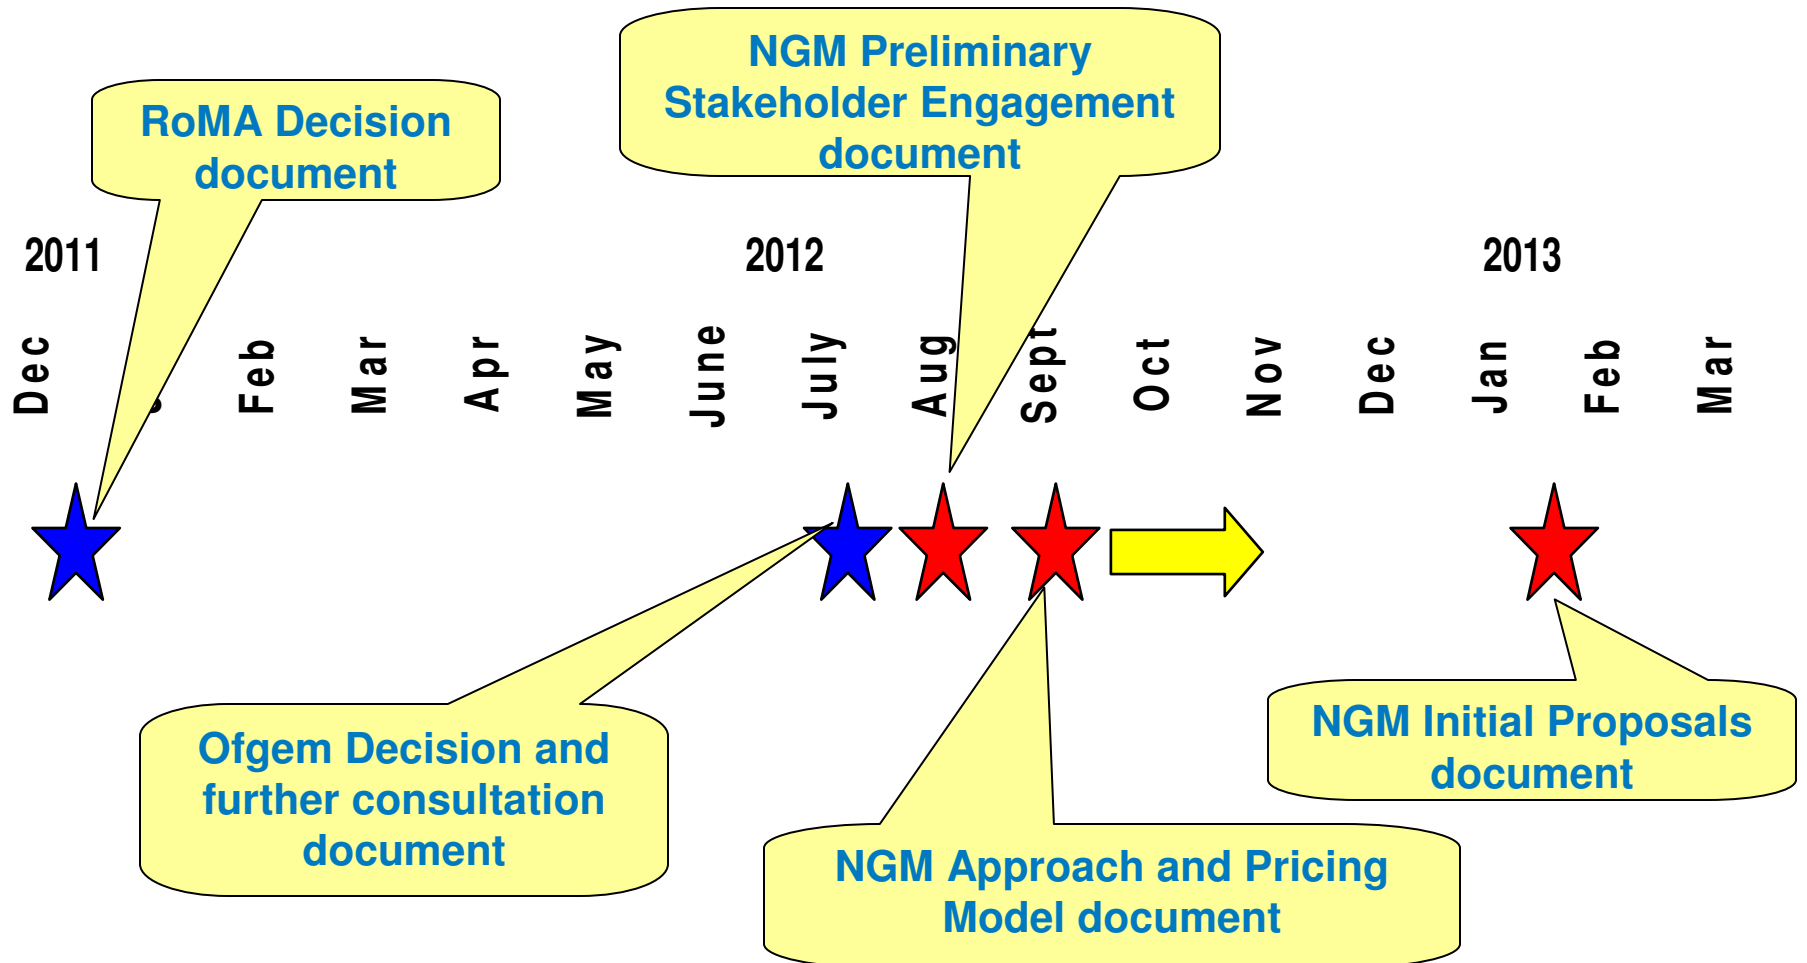 NGM Preliminary
Stakeholder Engagement
document
RoMA Decision
document
2011
2012
2013
Dec
Feb
Mar
Apr
May
June
July
Aug
Sept
Oct
Nov
Dec
Jan
Feb
Mar
Ofgem Decision and
further consultation
document
NGM Initial Proposals
document
NGM Approach and Pricing
Model document